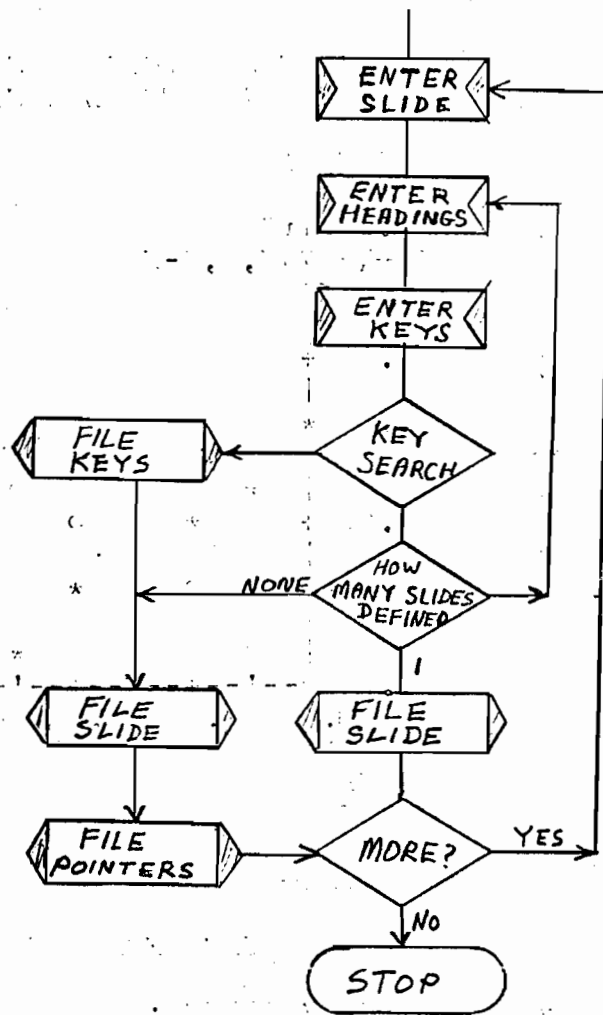 ENTER
SLIDE
ENTER
HEADINGS
ENTER
KEYS
KEY
SEARCH
FILE
KEYS
HOW
MANY SLIDES
DEFINED
NONE
1
FILE
SLIDE
FILE
SLIDE
FILE
POINTERS
MORE?
YES
NO
STOP